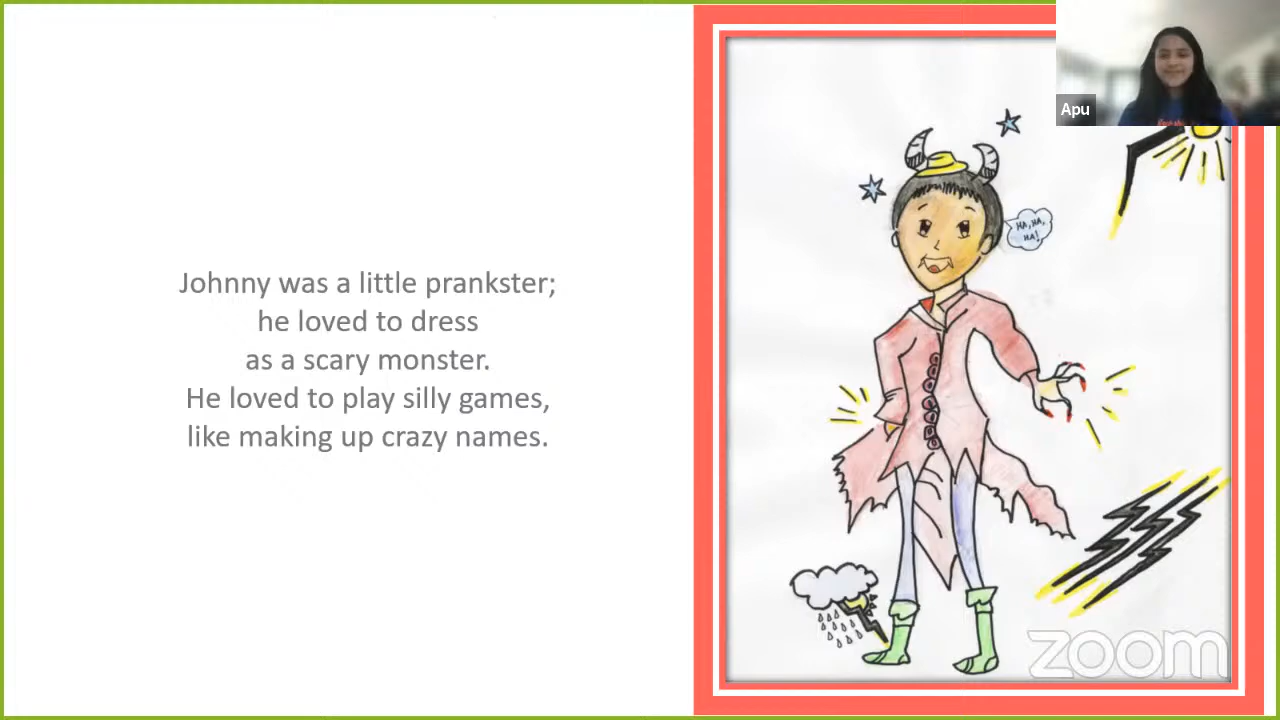 Johnny was a little prankster;
he loved to dress
as a scary monster.
He loved to play silly games,
like making up crazy names.
Apu
HA, HA,
HA!
zoom